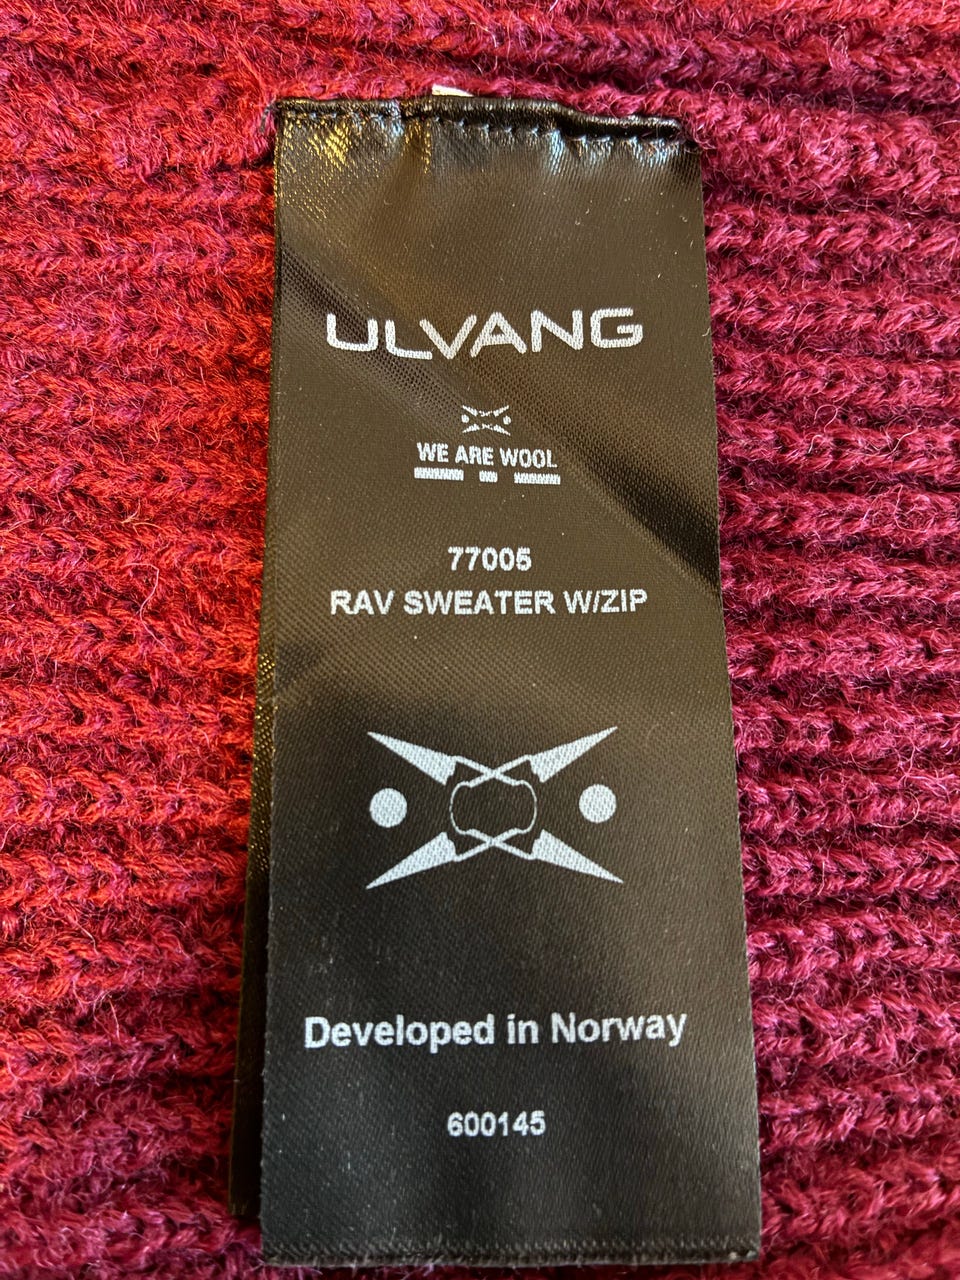 ULVANG
WE ARE WOOL
77005
RAV SWEATER W/ZIP
Developed in Norway
600145